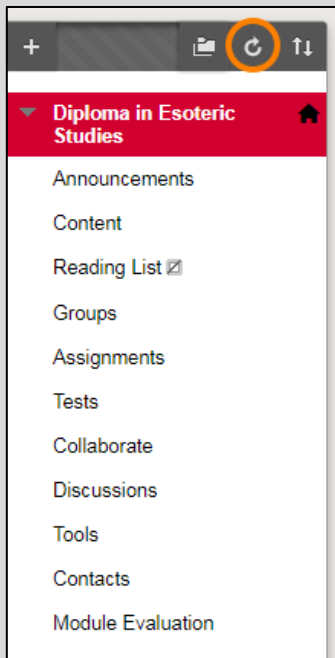 Diploma in Esoteric
Studies
Announcements
Content
Reading List
Groups
Assignments
Tests
Collaborate
Discussions
Tools
Contacts
Module Evaluation